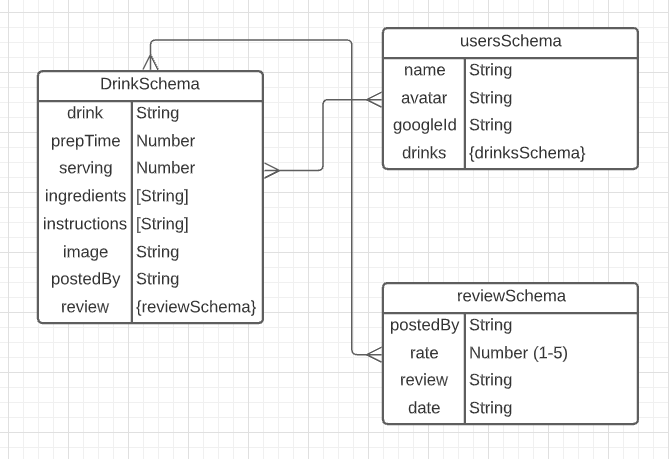 DrinkSchema
drink String
prepTime Number
serving Number
ingredients [String]
instructions [String]
image String
postedBy String
review {reviewSchema}
usersSchema
name String
avatar String
googleId String
drinks {drinksSchema}
reviewSchema
postedBy String
rate Number (1-5)
review String
date String